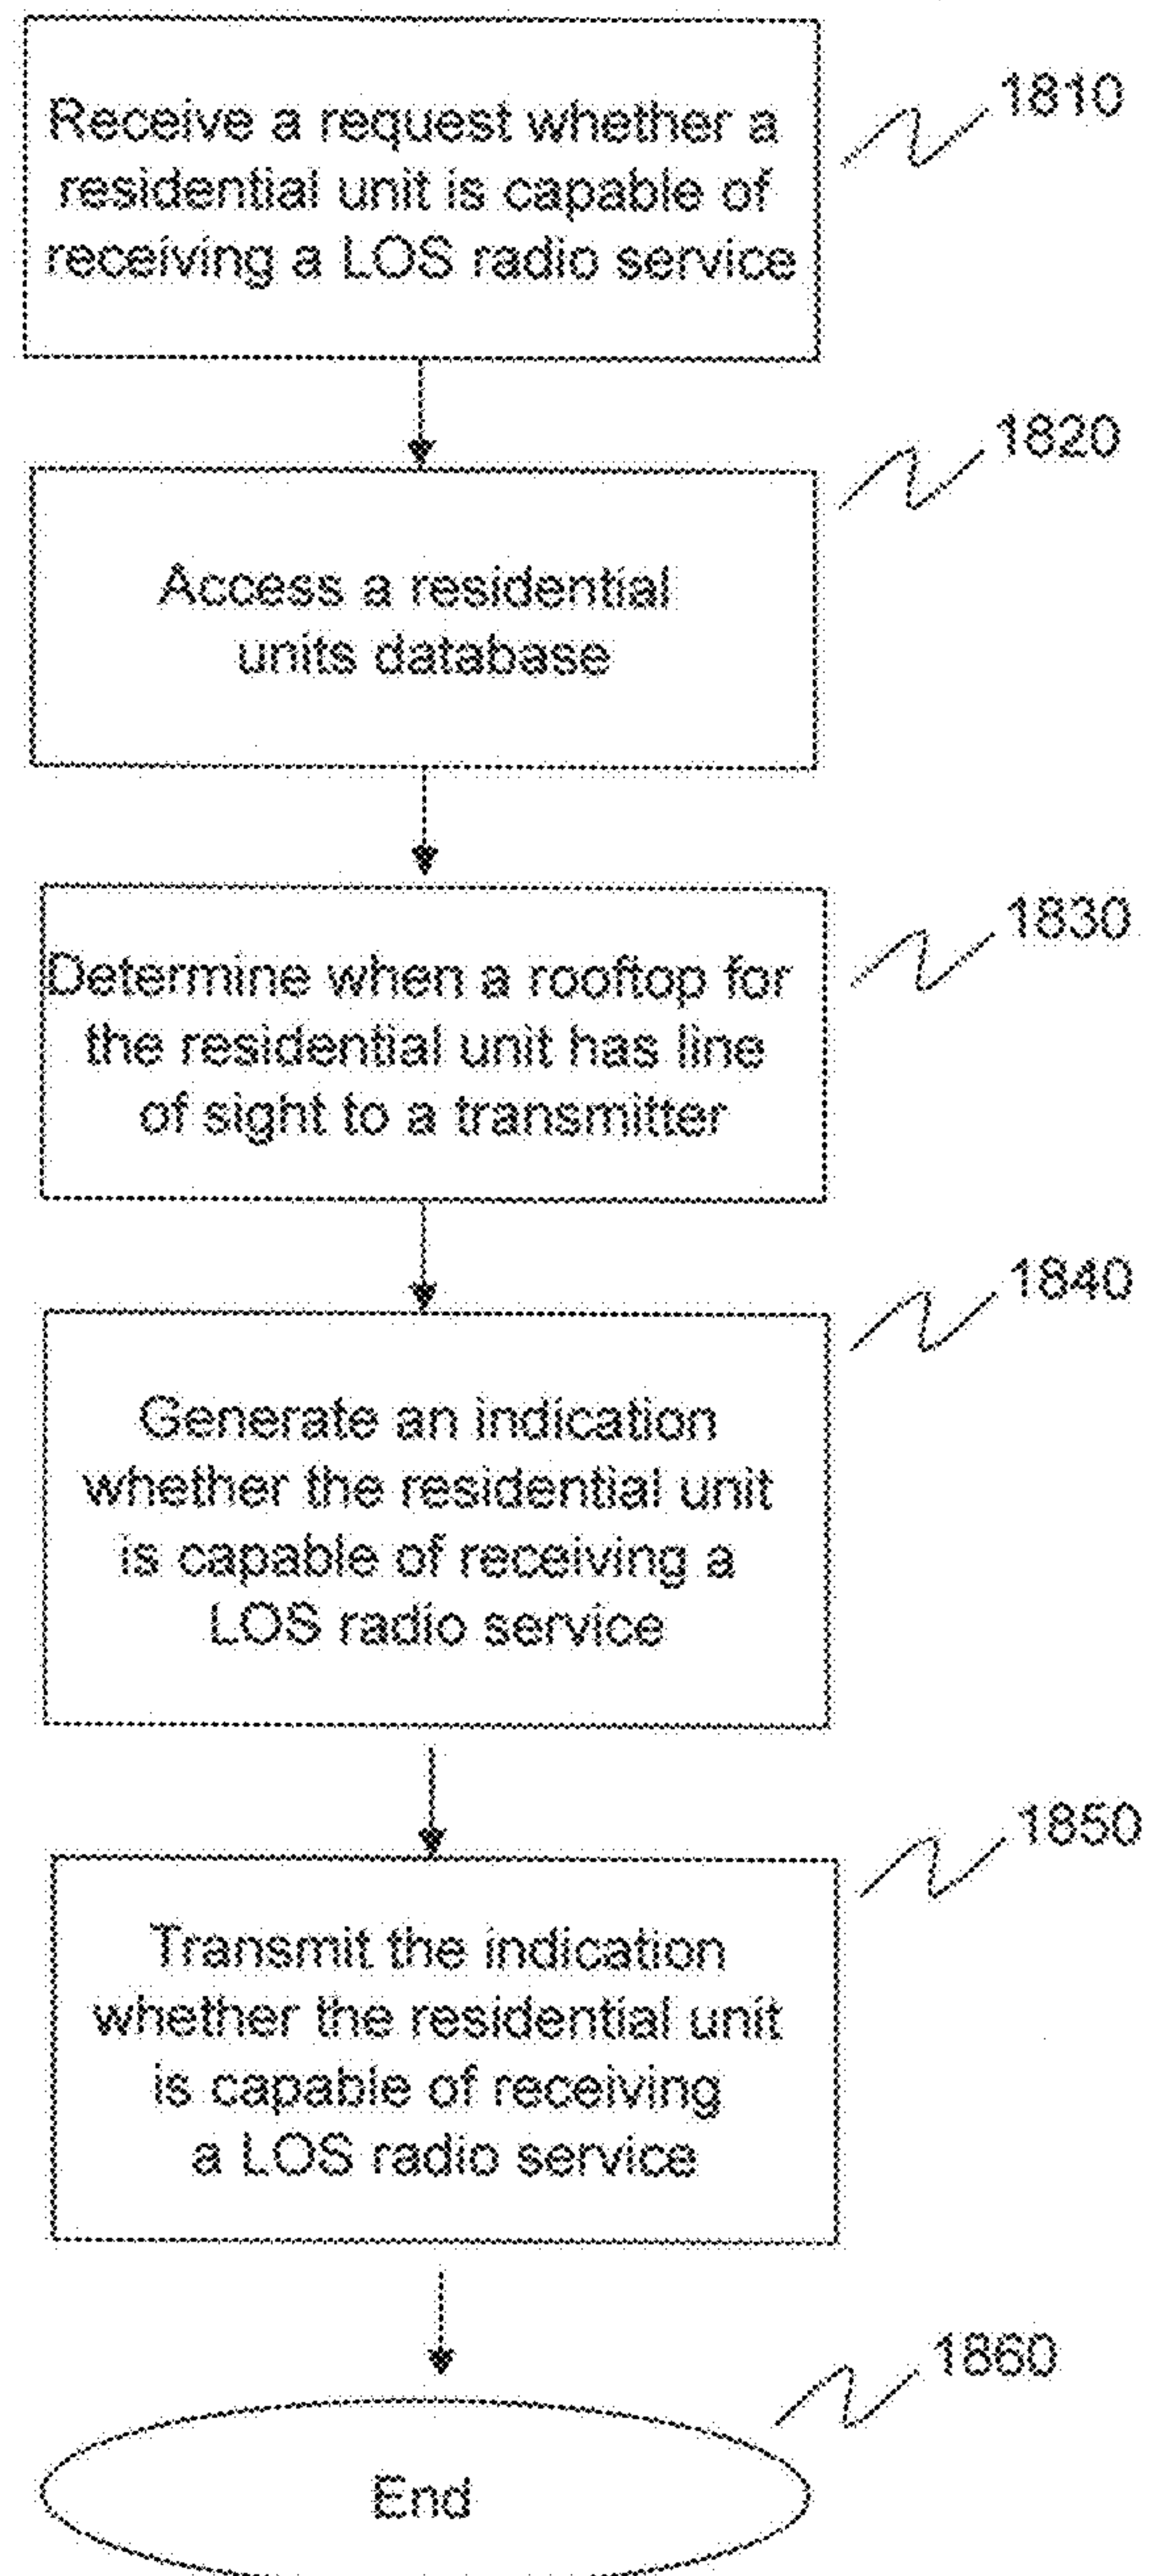 Receive a request whether a
residential unit is capable of
receiving a LOS radio service
1810
Access a residential
units database
1820
Determine when a rooftop for
the residential unit has line
of sight to a transmitter
1830
Generate an indication
whether the residential unit
is capable of receiving a
LOS radio service
1840
Transmit the indication
whether the residential unit
is capable of receiving
a LOS radio service
1850
End
1860